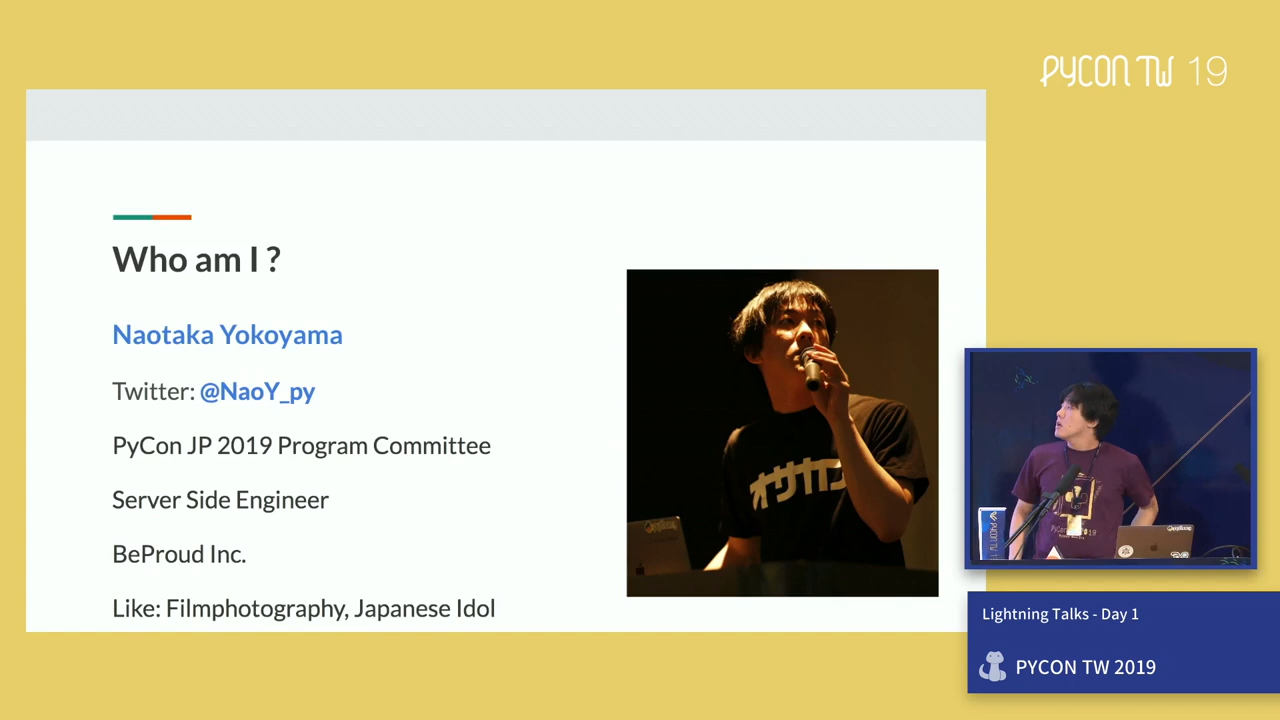 PYCON TW 19
Who am I ?
Naotaka Yokoyama
Twitter: @NaoY_py
PyCon JP 2019 Program Committee
Server Side Engineer
BeProud Inc.
Like: Filmphotography, Japanese Idol
オサカナ
Lightning Talks - Day 1
PYCON TW 2019